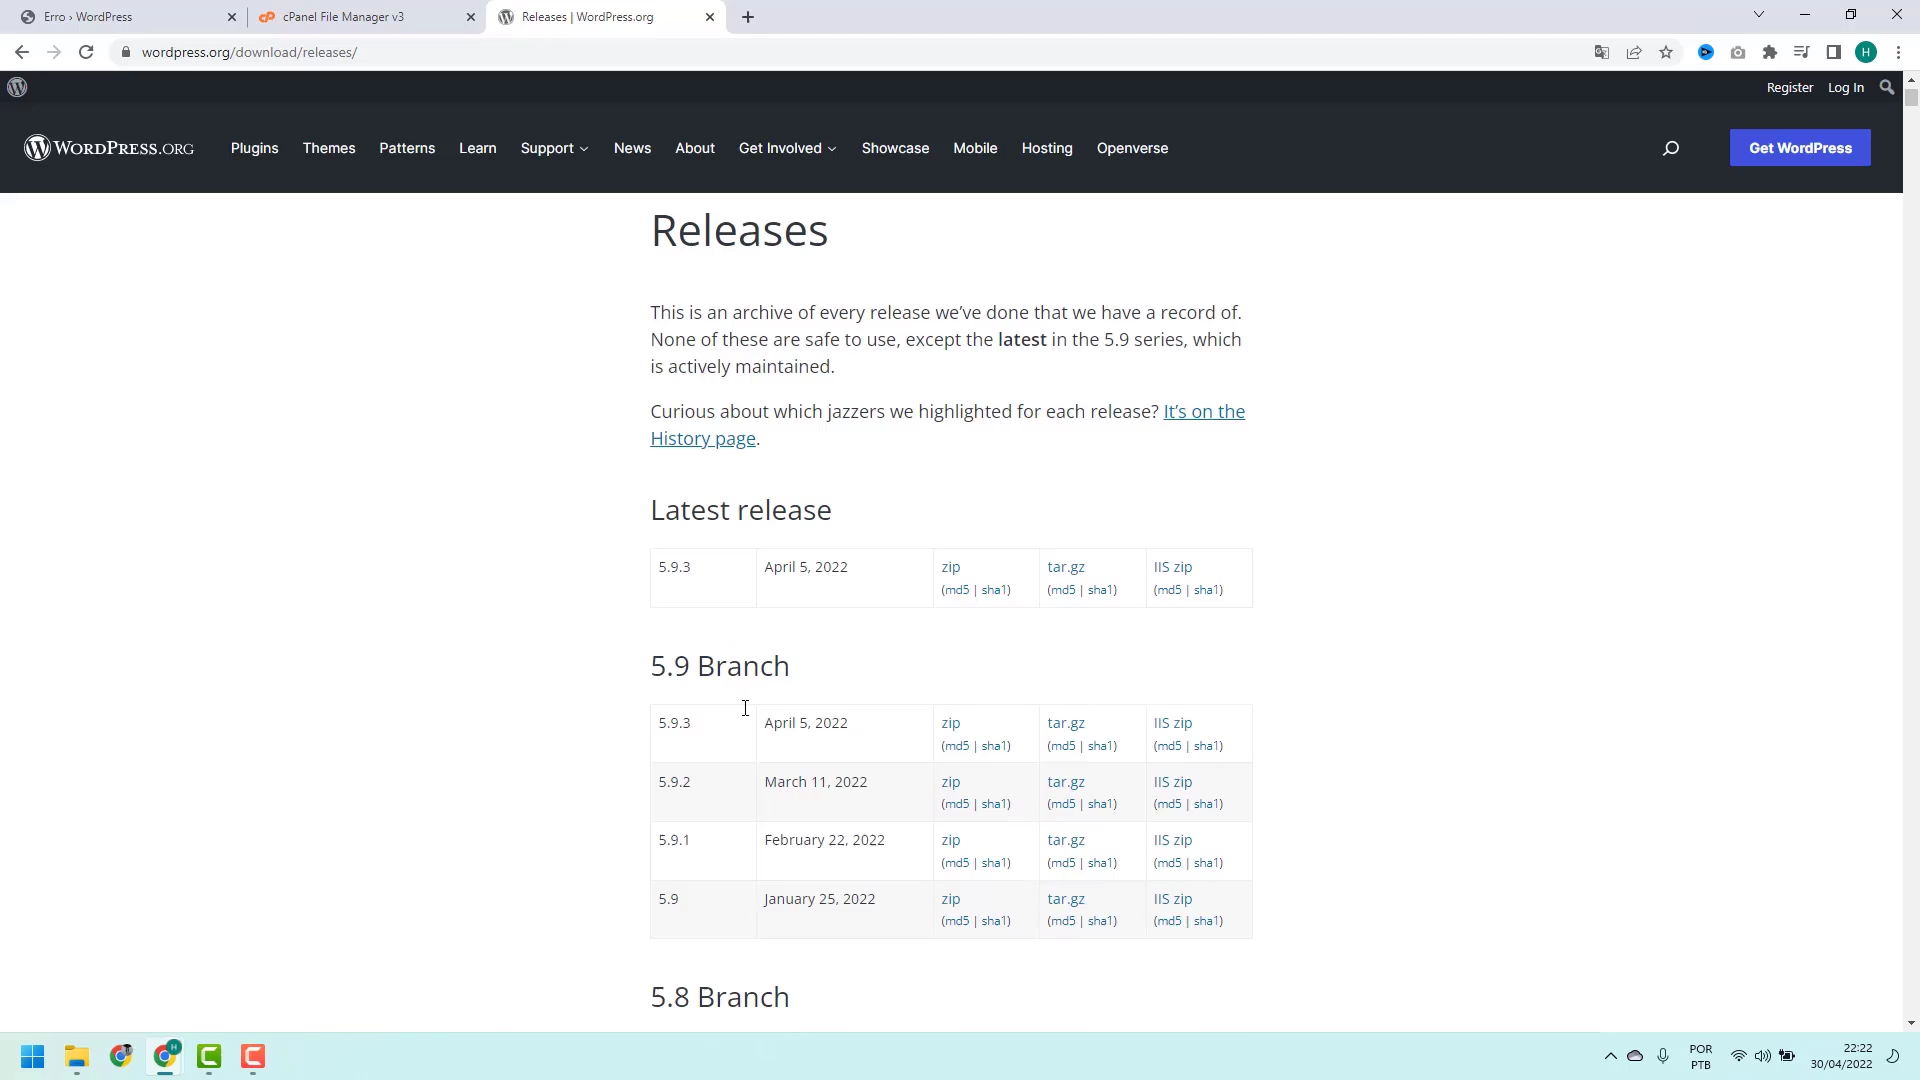 Ero › WordPress
cPanel File Manager v3
Releases | WordPress.org
wordpress.org/download/releases/
H
Register Log In
WORDPRESS.ORG Plugins Themes Patterns Learn Support News About Get Involved Showcase Mobile Hosting Openverse Get WordPress
Releases
This is an archive of every release we’ve done that we have a record of.
None of these are safe to use, except the latest in the 5.9 series, which
is actively maintained.
Curious about which jazzers we highlighted for each release? It’s on the
History page.
Latest release
5.9.3 April 5, 2022 zip tar.gz IIS zip
(md5 | sha1) (md5 | sha1) (md5 | sha1)
5.9 Branch
5.9.3 April 5, 2022 zip tar.gz IIS zip
(md5 | sha1) (md5 | sha1) (md5 | sha1)
5.9.2 March 11, 2022 zip tar.gz IIS zip
(md5 | sha1) (md5 | sha1) (md5 | sha1)
5.9.1 February 22, 2022 zip tar.gz IIS zip
(md5 | sha1) (md5 | sha1) (md5 | sha1)
5.9 January 25, 2022 zip tar.gz IIS zip
(md5 | sha1) (md5 | sha1) (md5 | sha1)
5.8 Branch
H
POR
PTB
22:22
30/04/2022